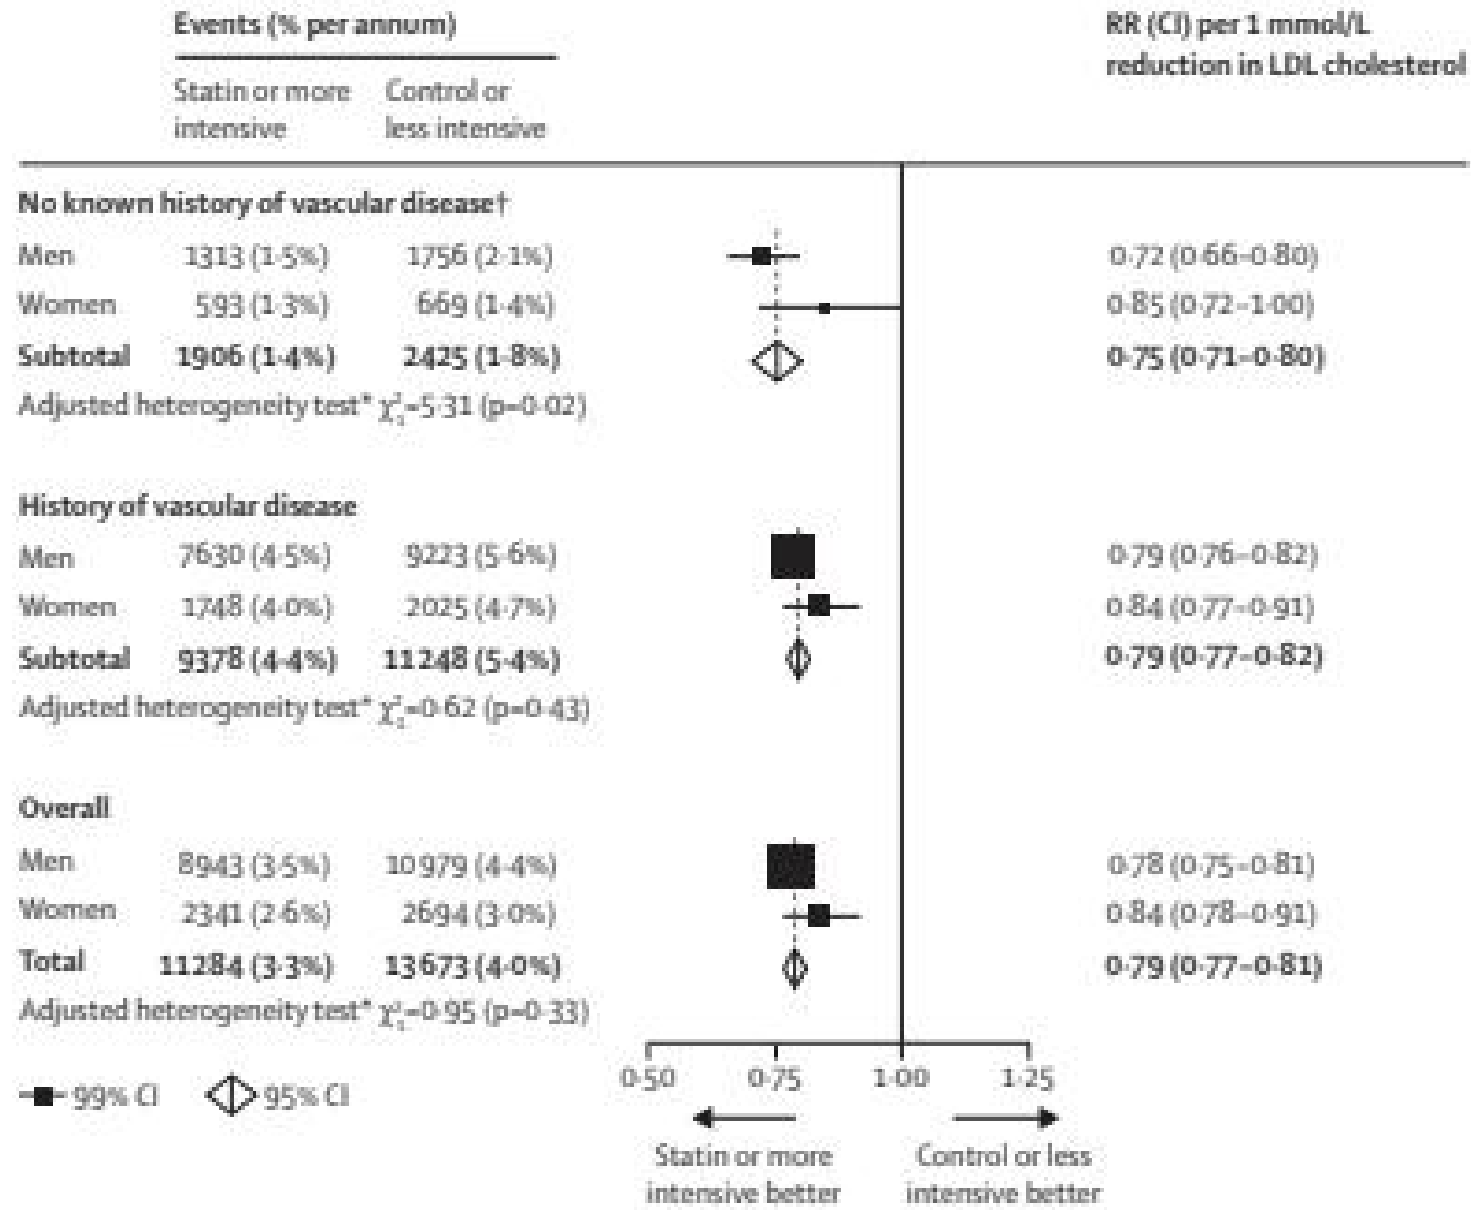 Events (% per annum)
RR (CI) per 1 mmol/L
reduction in LDL cholesterol
Statin or more
intensive
Control or
less intensive
No known history of vascular disease†
Men 1313 (1·5%) 1756 (2·1%) 0·72 (0·66–0·80)
Women 593 (1·3%) 669 (1·4%) 0·85 (0·72–1·00)
Subtotal 1906 (1·4%) 2425 (1·8%) 0·75 (0·71–0·80)
Adjusted heterogeneity test* χ²₁=5·31 (p=0·02)
History of vascular disease
Men 7630 (4·5%) 9223 (5·6%) 0·79 (0·76–0·82)
Women 1748 (4·0%) 2025 (4·7%) 0·84 (0·77–0·91)
Subtotal 9378 (4·4%) 11248 (5·4%) 0·79 (0·77–0·82)
Adjusted heterogeneity test* χ²₁=0·62 (p=0·43)
Overall
Men 8943 (3·5%) 10979 (4·4%) 0·78 (0·75–0·81)
Women 2341 (2·6%) 2694 (3·0%) 0·84 (0·78–0·91)
Total 11284 (3·3%) 13673 (4·0%) 0·79 (0·77–0·81)
Adjusted heterogeneity test* χ²₁=0·95 (p=0·33)
0·50 0·75 1·00 1·25
99% CI 95% CI
Statin or more
intensive better
Control or less
intensive better